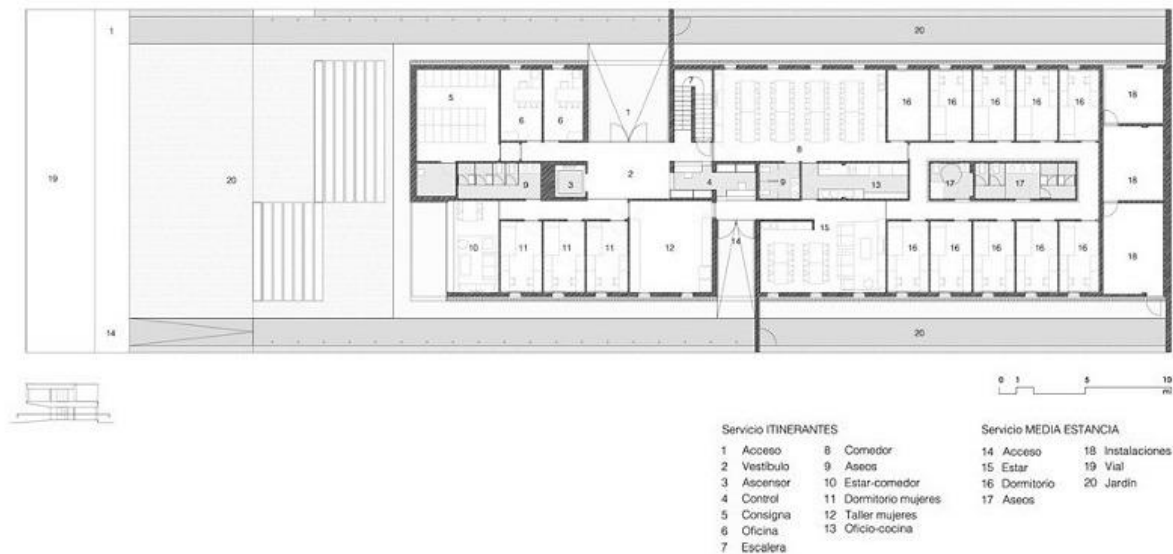 1
20
7
5
6
6
1
8
16
16
16
16
16
18
19
20
9
3
2
4
9
13
17
17
18
10
11
11
11
12
14
15
16
16
16
16
16
18
14
20
0 1 5 10
mt
Servicio ITINERANTES
1 Acceso
2 Vestíbulo
3 Ascensor
4 Control
5 Consigna
6 Oficina
7 Escalera
8 Comedor
9 Aseos
10 Estar-comedor
11 Dormitorio mujeres
12 Taller mujeres
13 Oficio-cocina
Servicio MEDIA ESTANCIA
14 Acceso
15 Estar
16 Dormitorio
17 Aseos
18 Instalaciones
19 Vial
20 Jardín